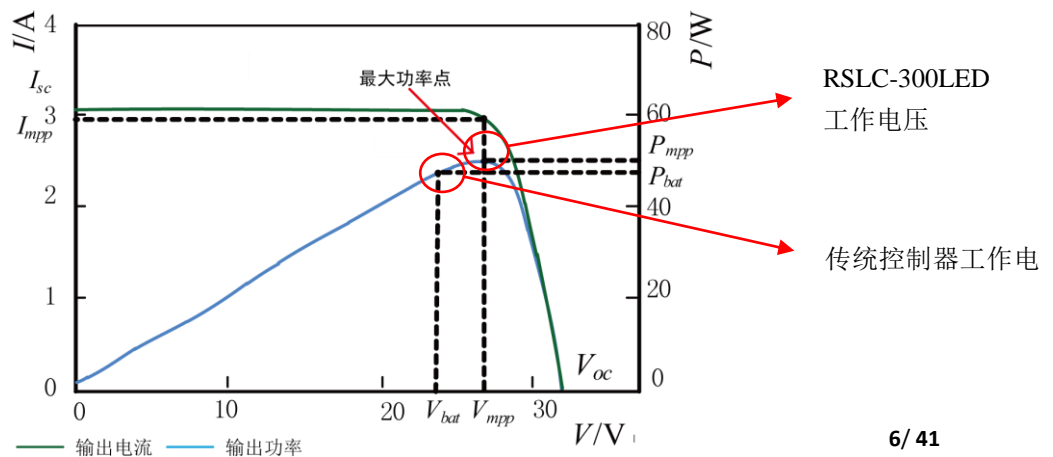 I/A
4
3
2
1
0
I_sc
I_mpp
最大功率点
80
60
40
20
0
P/W
P_mpp
P_bat
V_oc
0
10
20
30
V_bat
V_mpp
V/V
输出电流
输出功率
RSLC-300LED
工作电压
传统控制器工作电
6/ 41